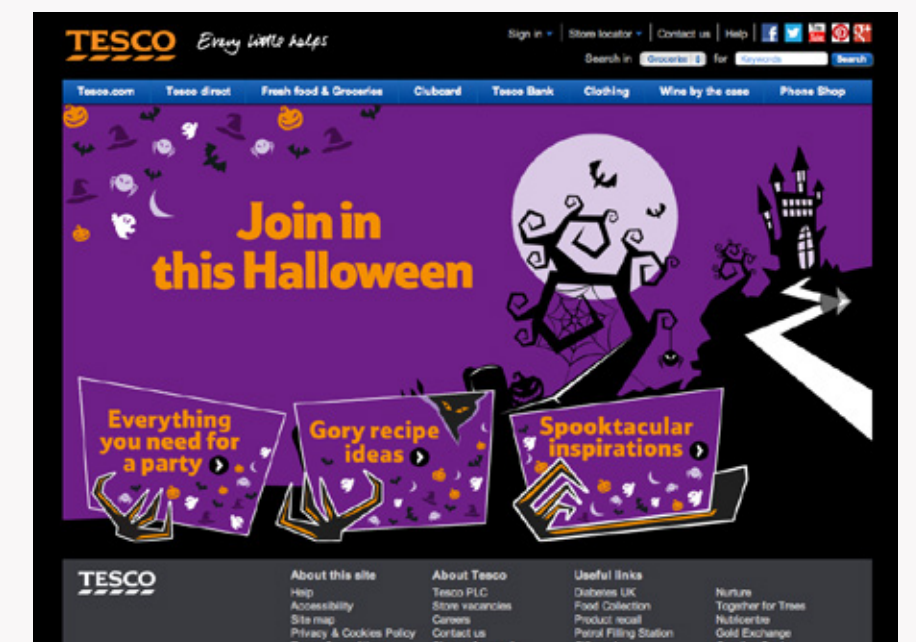 TESCO Every little helps
Sign in Store locator Contact us Help
Search in Groceries for Keywords Search
Tesco.com Tesco direct Fresh food & Groceries Clubcard Tesco Bank Clothing Wine by the case Phone Shop
Join in
this Halloween
Everything
you need for
a party
Gory recipe
ideas
Spooktacular
inspirations
TESCO
About this site
Help
Accessibility
Site map
Privacy & Cookies Policy
About Tesco
Tesco PLC
Store vacancies
Careers
Contact us
Useful links
Diabetes UK
Food Collection
Product recall
Petrol Filling Station
Nurture
Together for Trees
Nutricentre
Gold Exchange